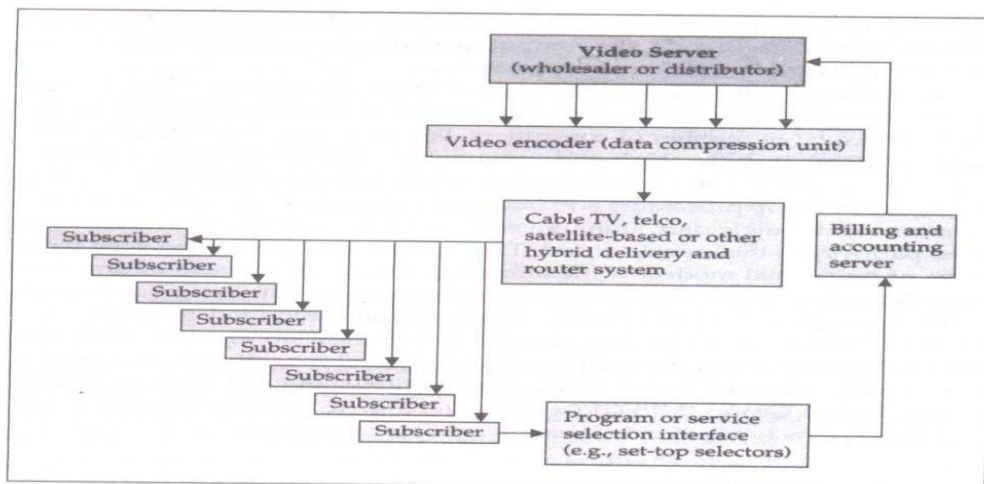 Video Server
(wholesaler or distributor)
Video encoder (data compression unit)
Cable TV, telco,
satellite-based or other
hybrid delivery and
router system
Billing and
accounting
server
Subscriber
Subscriber
Subscriber
Subscriber
Subscriber
Subscriber
Subscriber
Subscriber
Program or service
selection interface
(e.g., set-top selectors)